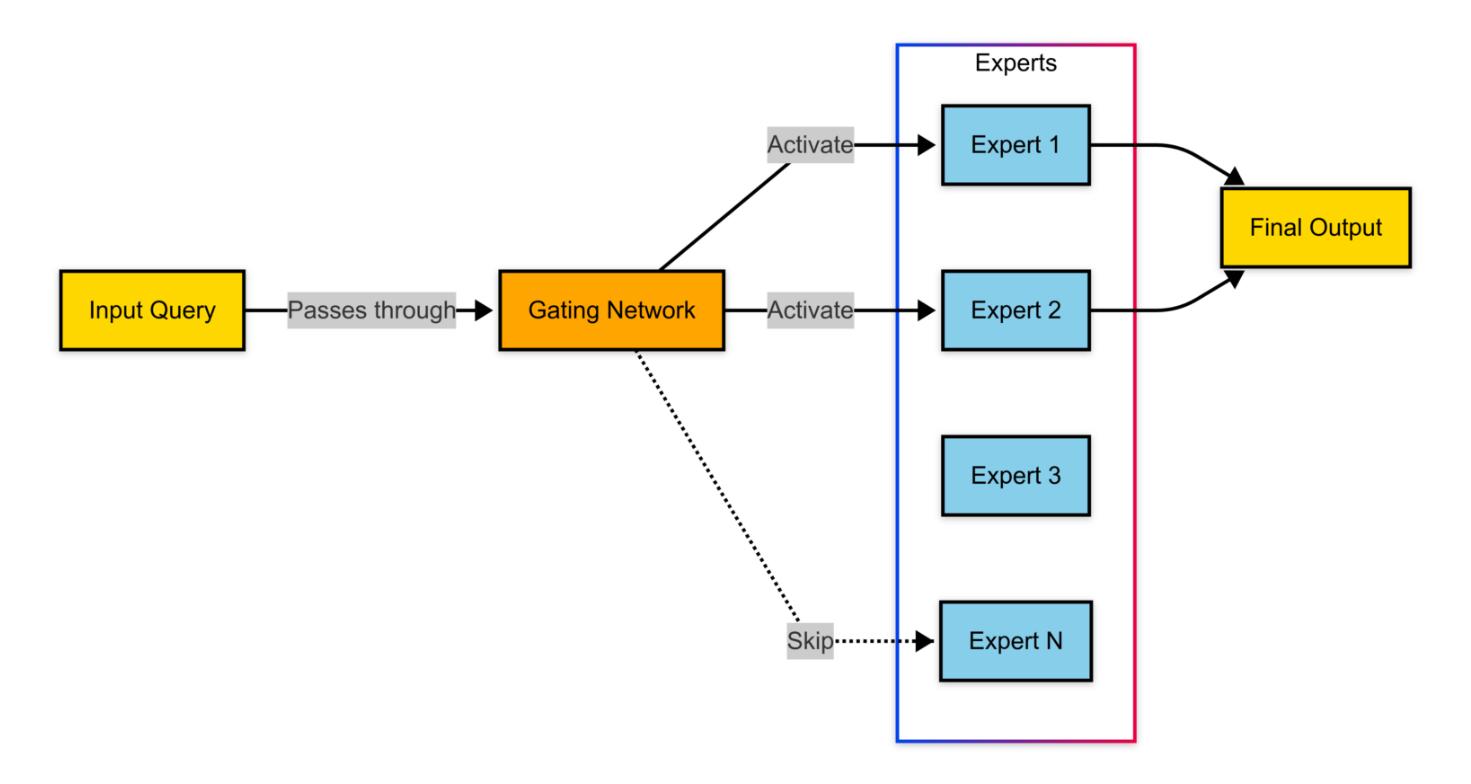 Experts
Activate
Expert 1
Final Output
Input Query
Passes through
Gating Network
Activate
Expert 2
Expert 3
Skip
Expert N